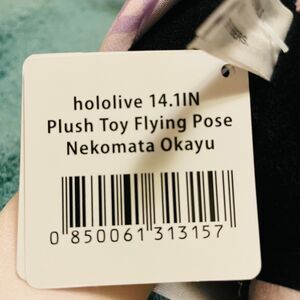 hololive 14.1IN
Plush Toy Flying Pose
Nekomata Okayu
0 850061 313157